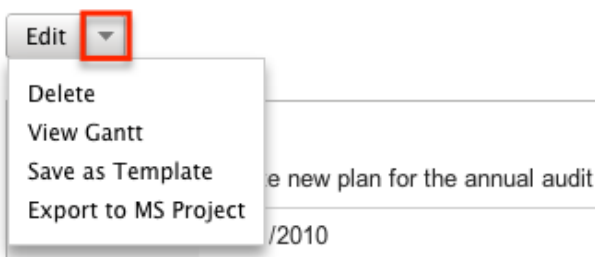 Edit
Delete
View Gantt
Save as Template
e new plan for the annual audit
Export to MS Project
/2010